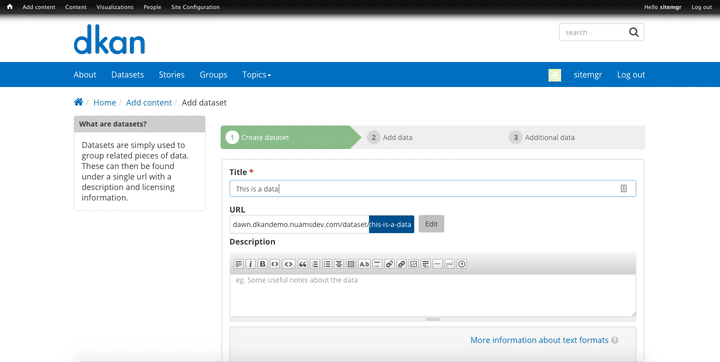 Add content Content Visualizations People Site Configuration Hello sitemgr Log out
dkan
search
About Datasets Stories Groups Topics sitemgr Log out
/ Home / Add content / Add dataset
What are datasets?
Datasets are simply used to
group related pieces of data.
These can then be found
under a single url with a
description and licensing
information.
1 Create dataset 2 Add data 3 Additional data
Title *
This is a data
URL
dawn.dkandemo.nuamsdev.com/dataset/this-is-a-data Edit
Description
eg. Some useful notes about the data
More information about text formats